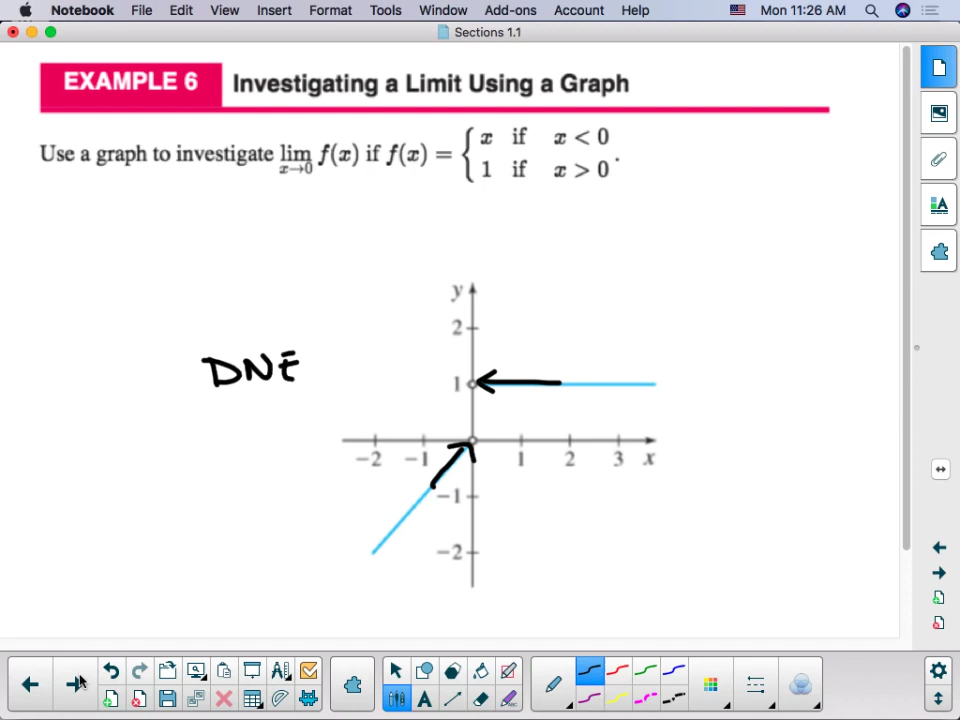 Notebook File Edit View Insert Format Tools Window Add-ons Account Help Mon 11:26 AM
Sections 1.1
EXAMPLE 6 Investigating a Limit Using a Graph
Use a graph to investigate lim x→0 f(x) if f(x) = { x if x < 0
1 if x > 0 .
y
2
DNE
1
−2 −1 1 2 3 x
−1
−2